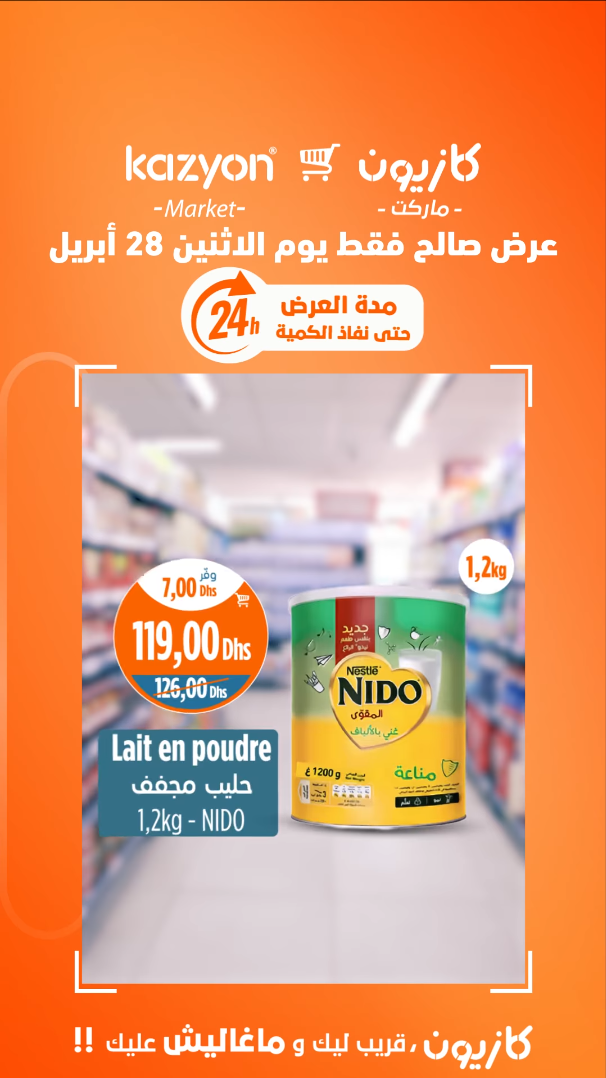 kazyon® كازيون
-Market- - ماركت -
عرض صالح فقط يوم الاثنين 28 أبريل
24h
مدة العرض
حتى نفاذ الكمية
1,2kg
وفّر
7,00 Dhs
119,00 Dhs
126,00 Dhs
Lait en poudre
حليب مجفف
1,2kg - NIDO
جديد
بنفس طعم
Nestlé
NIDO
المقوّى
غني بالألياف
مناعة
1200 g غ
كازيون، قريب ليك و ماغاليش عليك !!